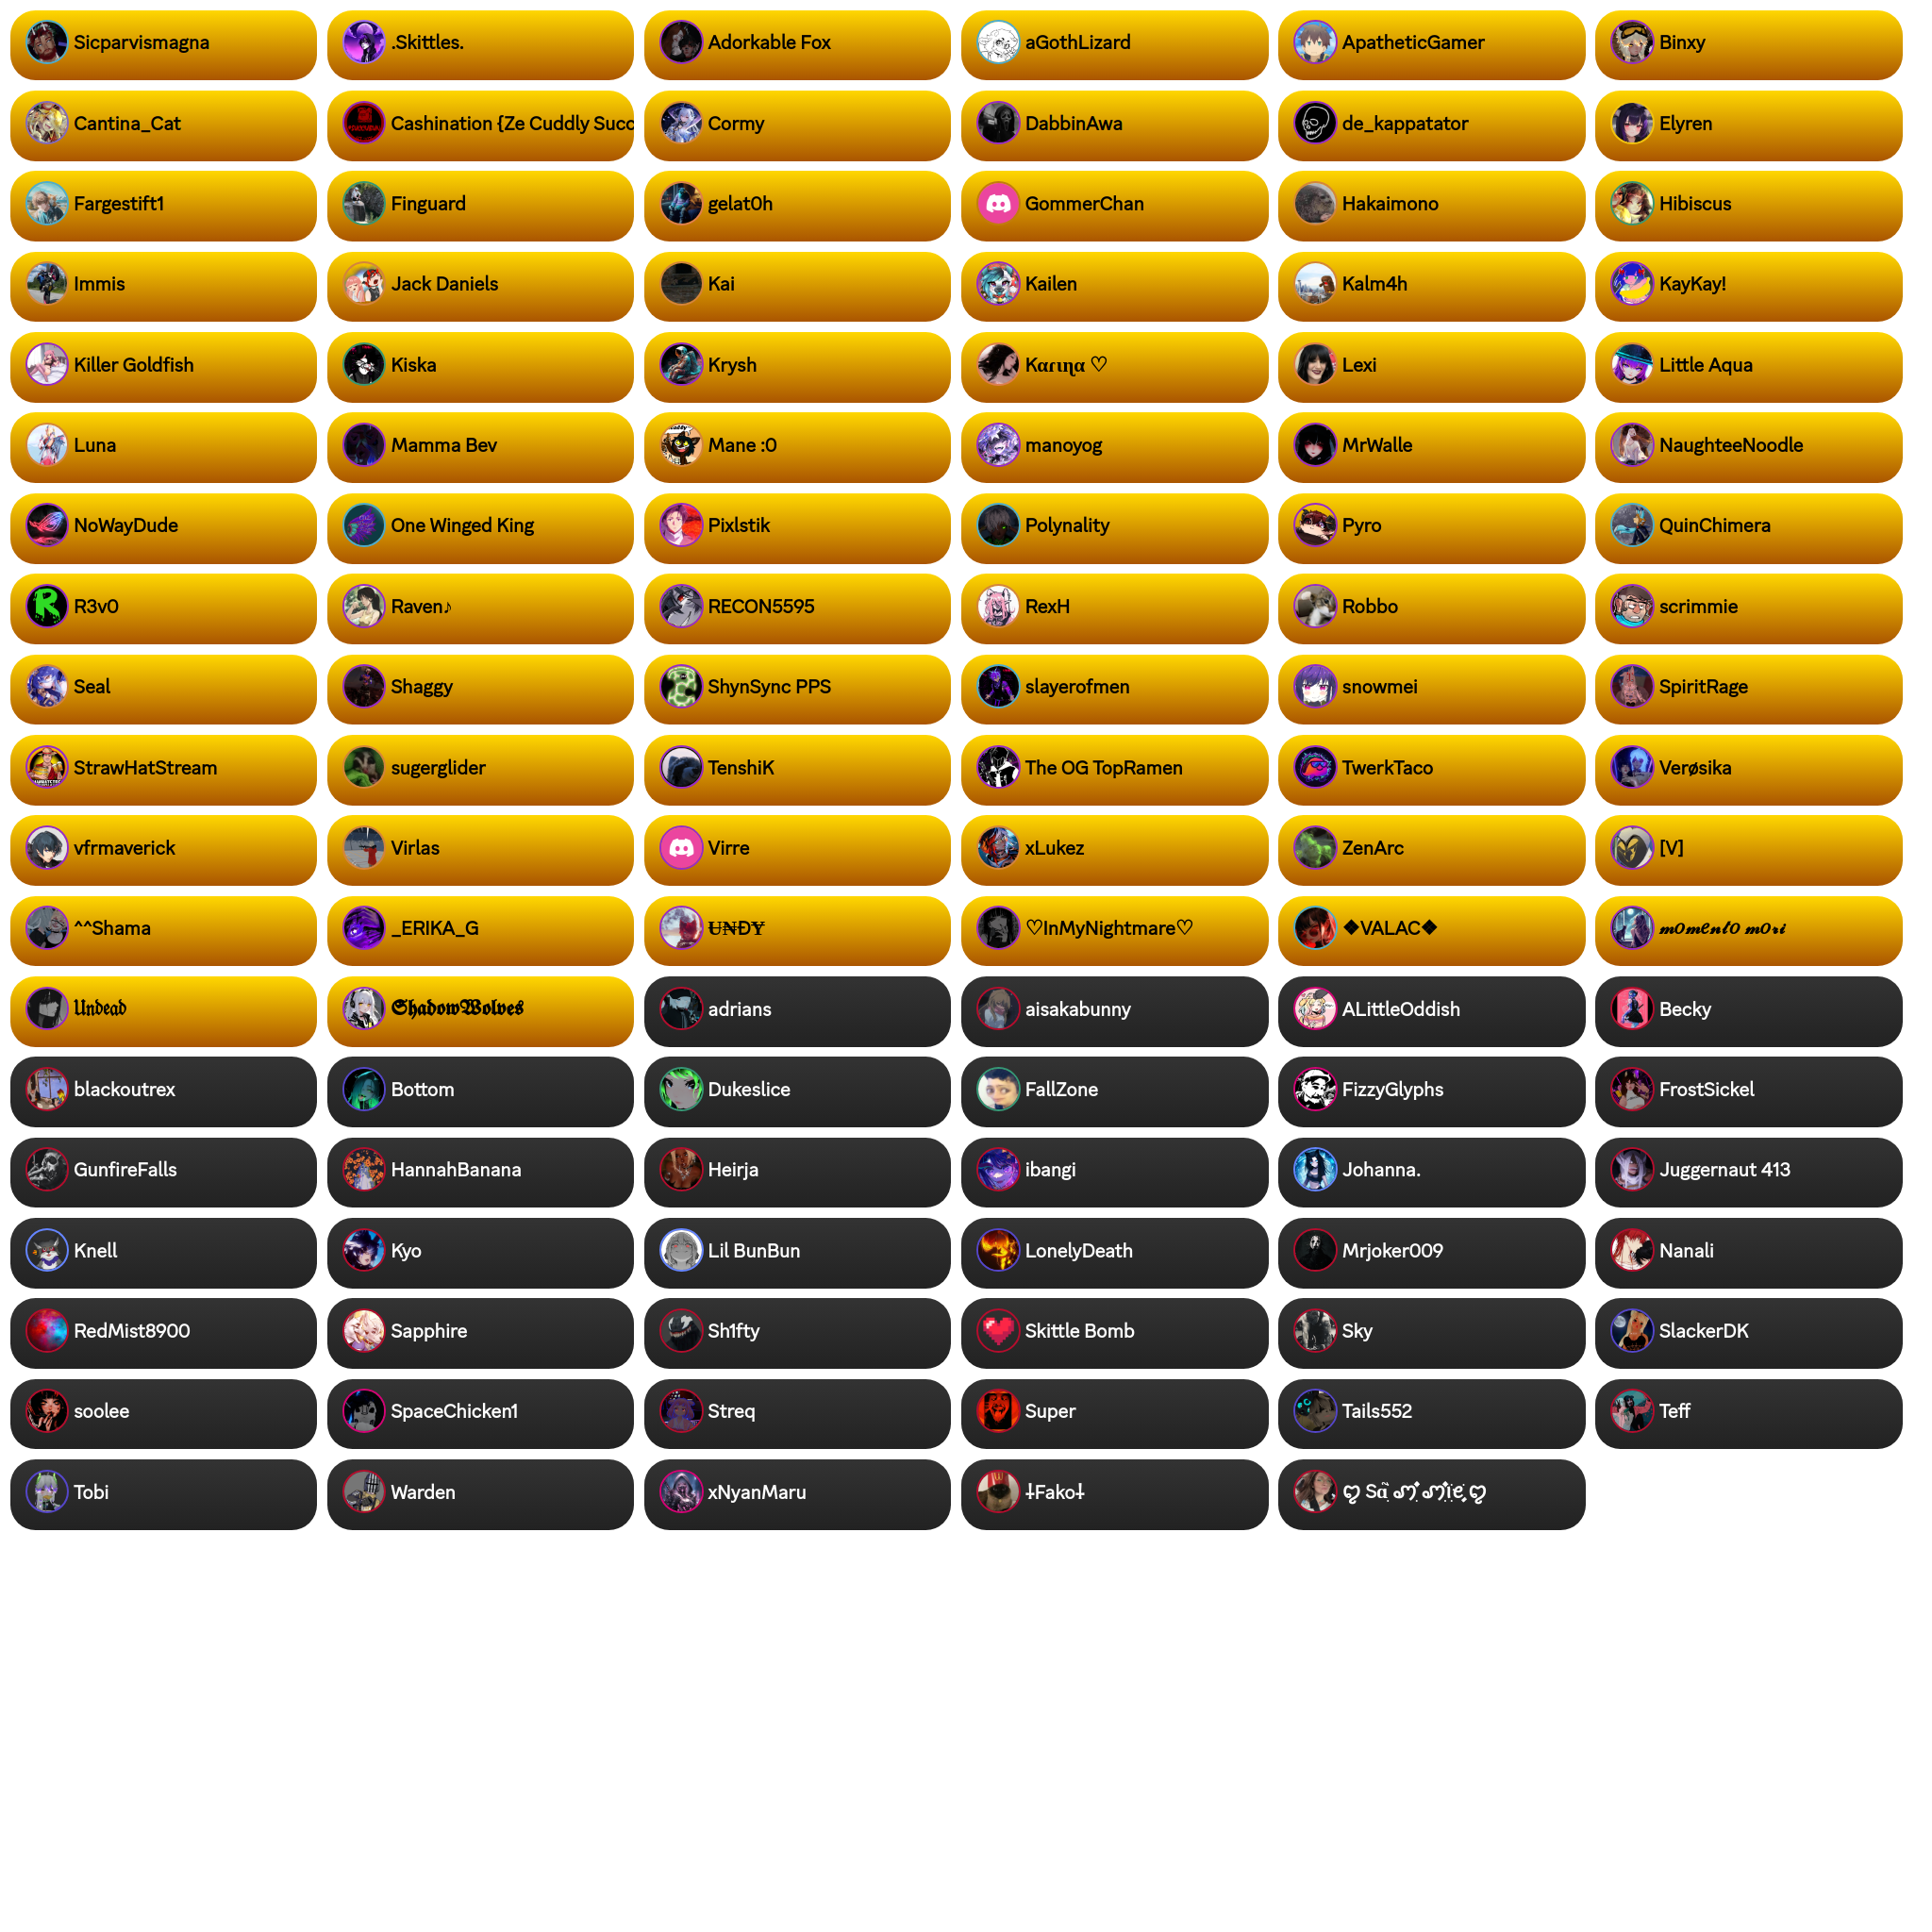 Sicparvismagna
.Skittles.
Adorkable Fox
aGothLizard
ApatheticGamer
Binxy
Cantina_Cat
Cashination {Ze Cuddly Succ
Cormy
DabbinAwa
de_kappatator
Elyren
Fargestift1
Finguard
gelat0h
GommerChan
Hakaimono
Hibiscus
Immis
Jack Daniels
Kai
Kailen
Kalm4h
KayKay!
Killer Goldfish
Kiska
Krysh
Kαɾιɳα ♡
Lexi
Little Aqua
Luna
Mamma Bev
Mane :0
manoyog
MrWalle
NaughteeNoodle
NoWayDude
One Winged King
Pixlstik
Polynality
Pyro
QuinChimera
R3v0
Raven♪
RECON5595
RexH
Robbo
scrimmie
Seal
Shaggy
ShynSync PPS
slayerofmen
snowmei
SpiritRage
StrawHatStream
sugerglider
TenshiK
The OG TopRamen
TwerkTaco
Verøsika
vfrmaverick
Virlas
Virre
xLukez
ZenArc
[V]
^^Shama
_ERIKA_G
U̶N̶D̶Y̶
♡InMyNightmare♡
❖VALAC❖
𝓶𝓸𝓶𝓮𝓷𝓽𝓸 𝓶𝓸𝓻𝓲
𝔘𝔫𝔡𝔢𝔞𝔡
𝕾𝖍𝖆𝖉𝖔𝖜𝖂𝖔𝖑𝖛𝖊𝖘
adrians
aisakabunny
ALittleOddish
Becky
blackoutrex
Bottom
Dukeslice
FallZone
FizzyGlyphs
FrostSickel
GunfireFalls
HannahBanana
Heirja
ibangi
Johanna.
Juggernaut 413
Knell
Kyo
Lil BunBun
LonelyDeath
Mrjoker009
Nanali
RedMist8900
Sapphire
Sh1fty
Skittle Bomb
Sky
SlackerDK
soolee
SpaceChicken1
Streq
Super
Tails552
Teff
Tobi
Warden
xNyanMaru
⸸Fako⸸